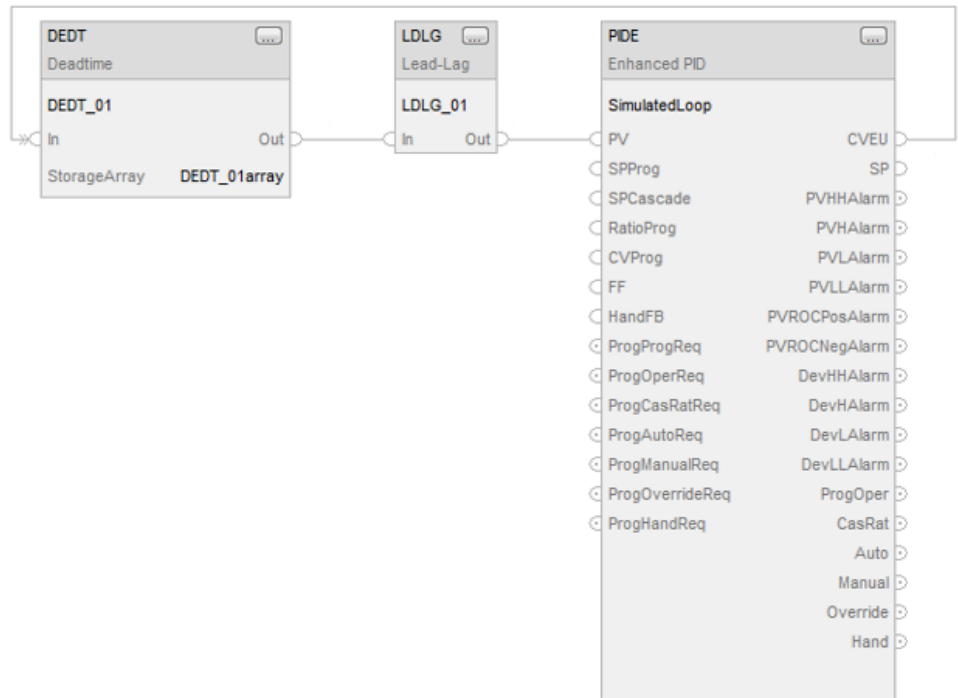 DEDT ...
Deadtime
DEDT_01
In Out
StorageArray DEDT_01array
LDLG ...
Lead-Lag
LDLG_01
In Out
PIDE ...
Enhanced PID
SimulatedLoop
PV CVEU
SPProg SP
SPCascade PVHHAlarm
RatioProg PVHAlarm
CVProg PVLAlarm
FF PVLLAlarm
HandFB PVROCPosAlarm
ProgProgReq PVROCNegAlarm
ProgOperReq DevHHAlarm
ProgCasRatReq DevHAlarm
ProgAutoReq DevLAlarm
ProgManualReq DevLLAlarm
ProgOverrideReq ProgOper
ProgHandReq CasRat
Auto
Manual
Override
Hand